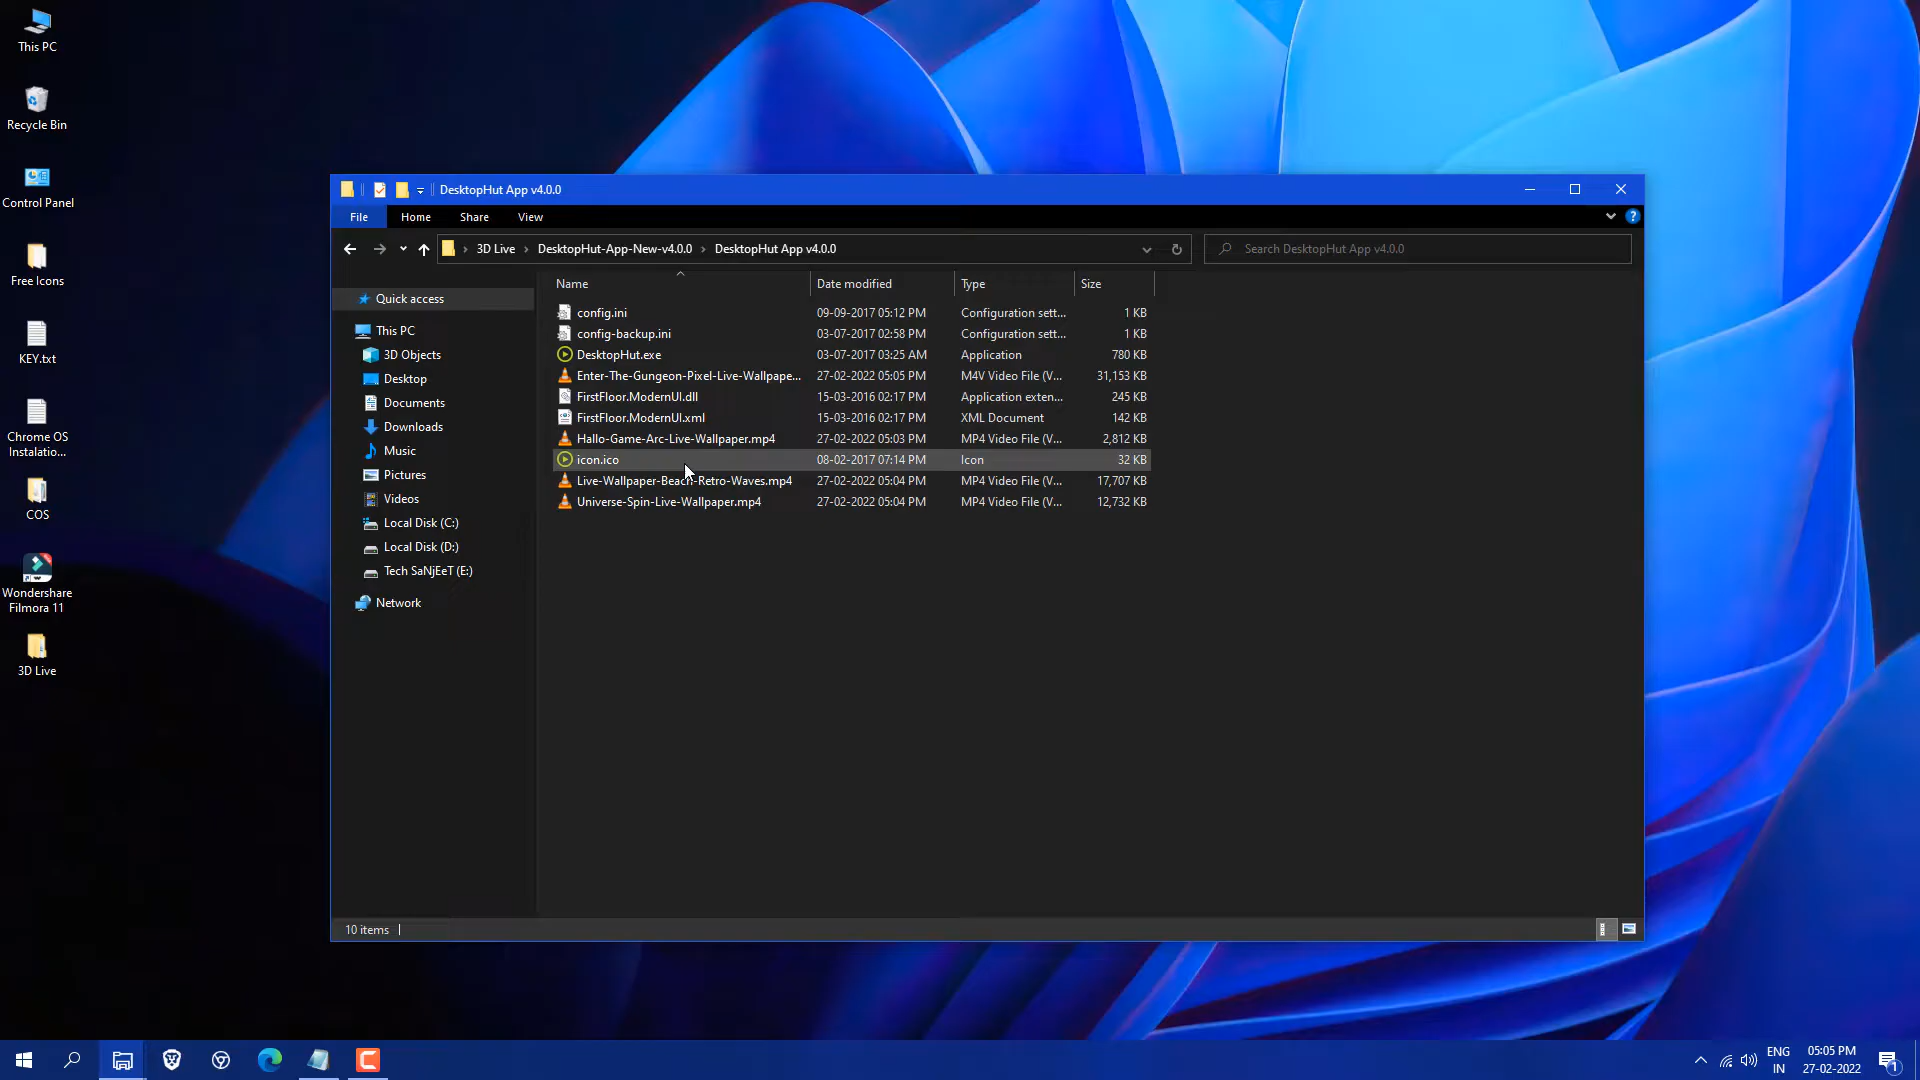 This PC
Recycle Bin
Control Panel
Free Icons
KEY.txt
Chrome OS
Instalatio...
COS
Wondershare
Filmora 11
3D Live
DesktopHut App v4.0.0
File Home Share View
3D Live › DesktopHut-App-New-v4.0.0 › DesktopHut App v4.0.0
Search DesktopHut App v4.0.0
Quick access
This PC
3D Objects
Desktop
Documents
Downloads
Music
Pictures
Videos
Local Disk (C:)
Local Disk (D:)
Tech SaNjEeT (E:)
Network
Name Date modified Type Size
config.ini 09-09-2017 05:12 PM Configuration sett... 1 KB
config-backup.ini 03-07-2017 02:58 PM Configuration sett... 1 KB
DesktopHut.exe 03-07-2017 03:25 AM Application 780 KB
Enter-The-Gungeon-Pixel-Live-Wallpape... 27-02-2022 05:05 PM M4V Video File (V... 31,153 KB
FirstFloor.ModernUI.dll 15-03-2016 02:17 PM Application exten... 245 KB
FirstFloor.ModernUI.xml 15-03-2016 02:17 PM XML Document 142 KB
Hallo-Game-Arc-Live-Wallpaper.mp4 27-02-2022 05:03 PM MP4 Video File (V... 2,812 KB
icon.ico 08-02-2017 07:14 PM Icon 32 KB
Live-Wallpaper-Beach-Retro-Waves.mp4 27-02-2022 05:04 PM MP4 Video File (V... 17,707 KB
Universe-Spin-Live-Wallpaper.mp4 27-02-2022 05:04 PM MP4 Video File (V... 12,732 KB
10 items
ENG
IN
05:05 PM
27-02-2022
1